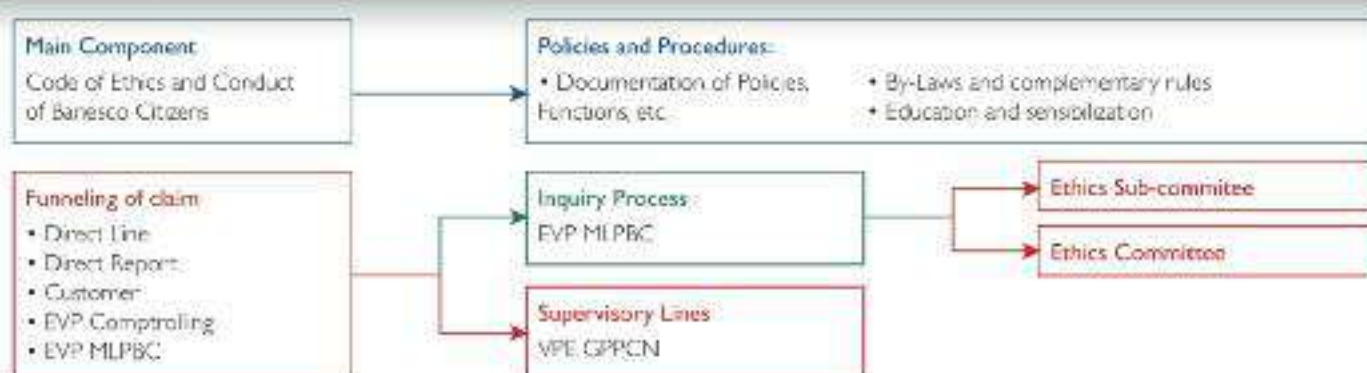 Main Component
Code of Ethics and Conduct
of Banesco Citizens
Policies and Procedures:
• Documentation of Policies,
Functions, etc
• By-Laws and complementary rules
• Education and sensibilization
Funneling of claim
• Direct Line
• Direct Report
• Customer
• EVP Comptrolling
• EVP MLPBC
Inquiry Process
EVP MLPBC
Supervisory Lines
VPE GPPCN
Ethics Sub-commitee
Ethics Committee